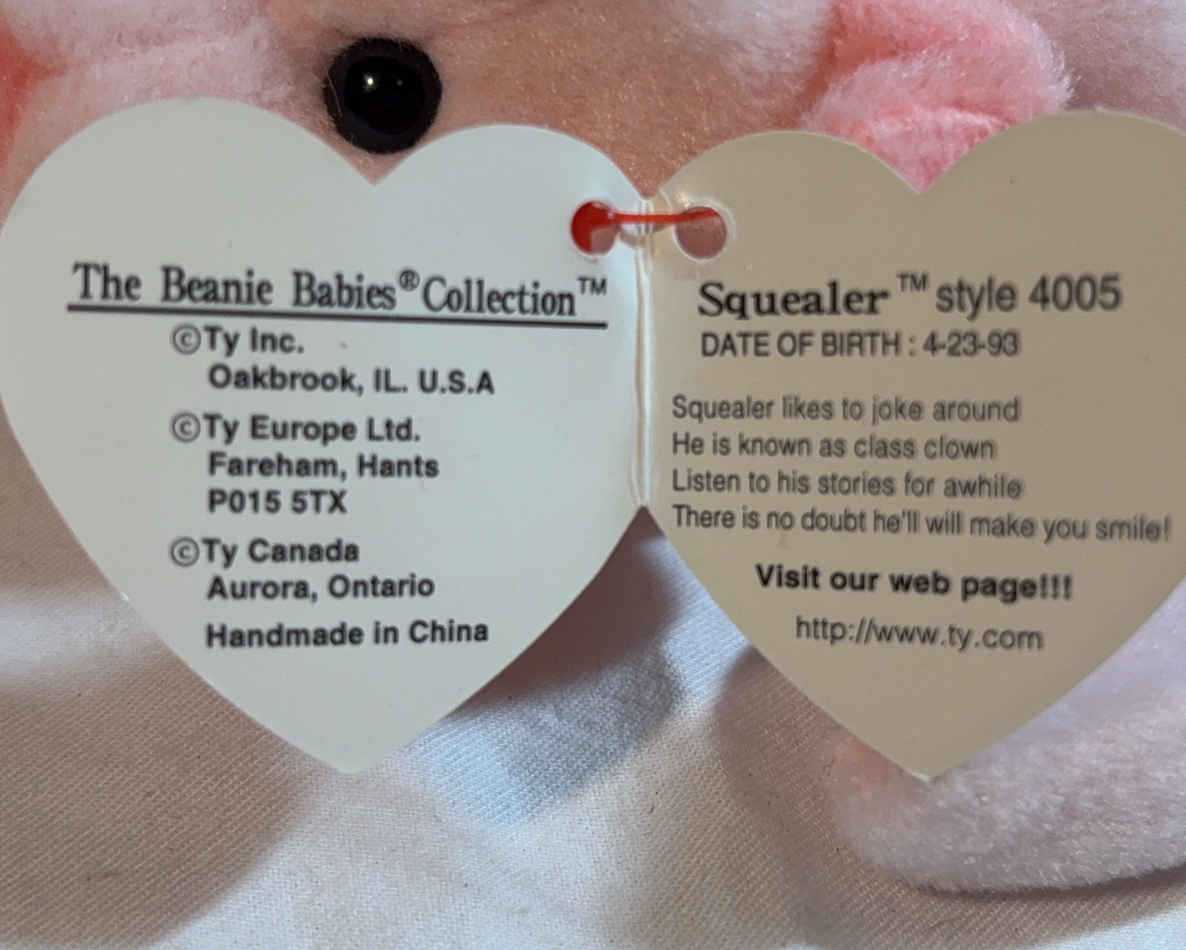 The Beanie Babies®Collection™
©Ty Inc.
Oakbrook, IL. U.S.A
©Ty Europe Ltd.
Fareham, Hants
P015 5TX
©Ty Canada
Aurora, Ontario
Handmade in China
Squealer™ style 4005
DATE OF BIRTH : 4-23-93
Squealer likes to joke around
He is known as class clown
Listen to his stories for awhile
There is no doubt he'll will make you smile!
Visit our web page!!!
http://www.ty.com